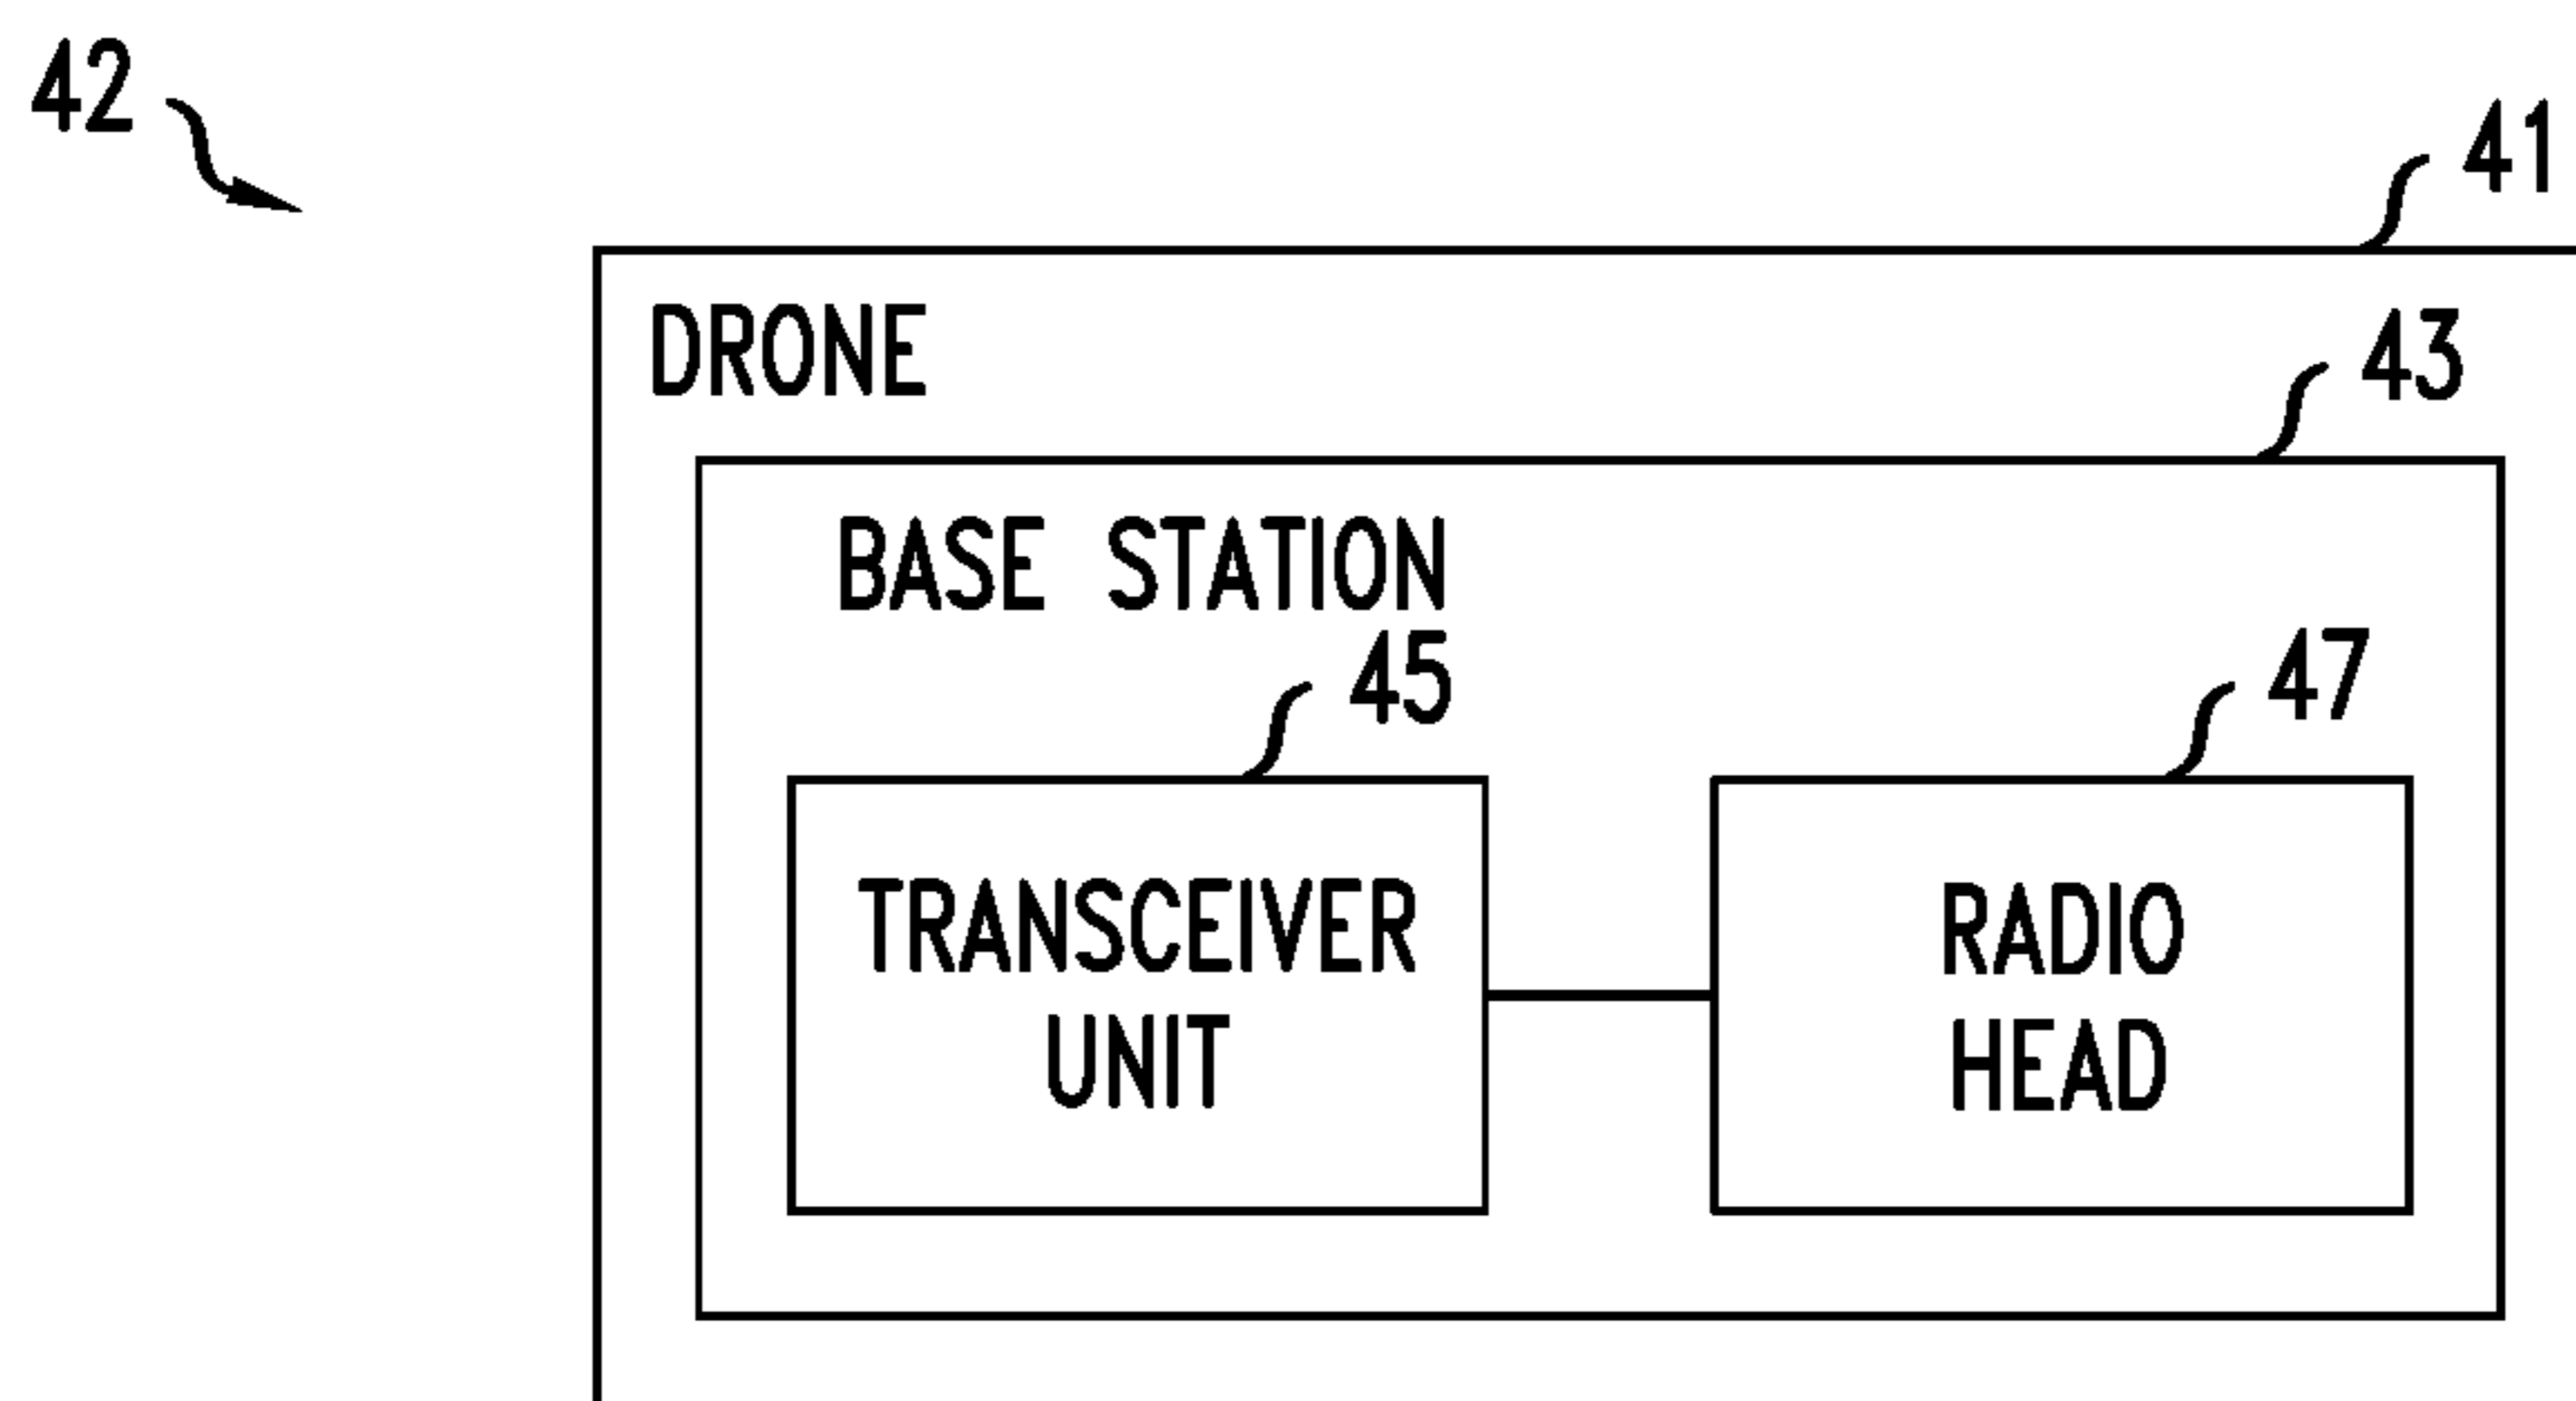 42
41
DRONE
43
BASE STATION
45
47
TRANSCEIVER
UNIT
RADIO
HEAD